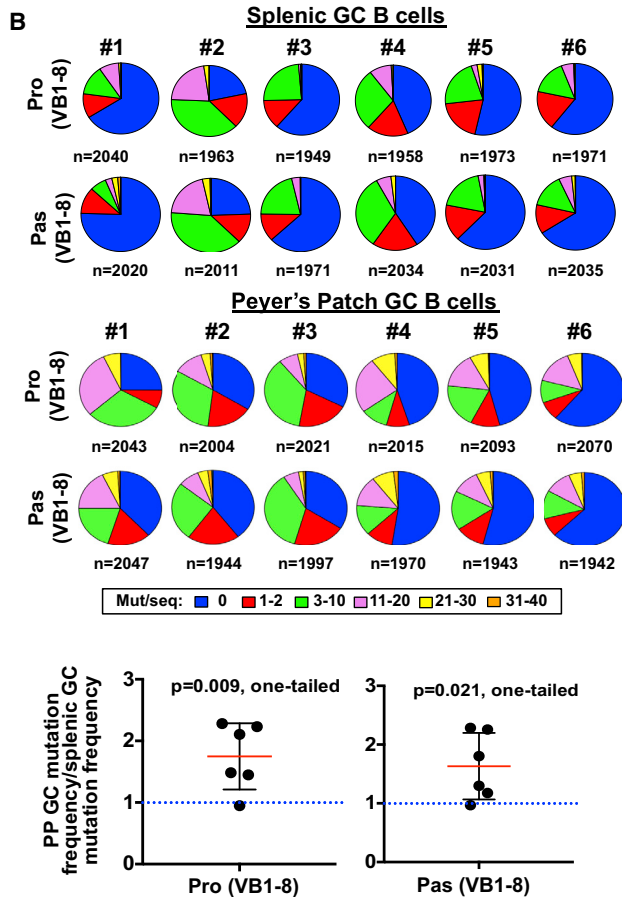 B
Splenic GC B cells
#1 #2 #3 #4 #5 #6
Pro (VB1-8)
n=2040 n=1963 n=1949 n=1958 n=1973 n=1971
Pas (VB1-8)
n=2020 n=2011 n=1971 n=2034 n=2031 n=2035
Peyer's Patch GC B cells
#1 #2 #3 #4 #5 #6
Pro (VB1-8)
n=2043 n=2004 n=2021 n=2015 n=2093 n=2070
Pas (VB1-8)
n=2047 n=1944 n=1997 n=1970 n=1943 n=1942
Mut/seq: 0 1-2 3-10 11-20 21-30 31-40
PP GC mutation
frequency/splenic GC
mutation frequency
3
2
1
0
p=0.009, one-tailed
Pro (VB1-8)
3
2
1
0
p=0.021, one-tailed
Pas (VB1-8)